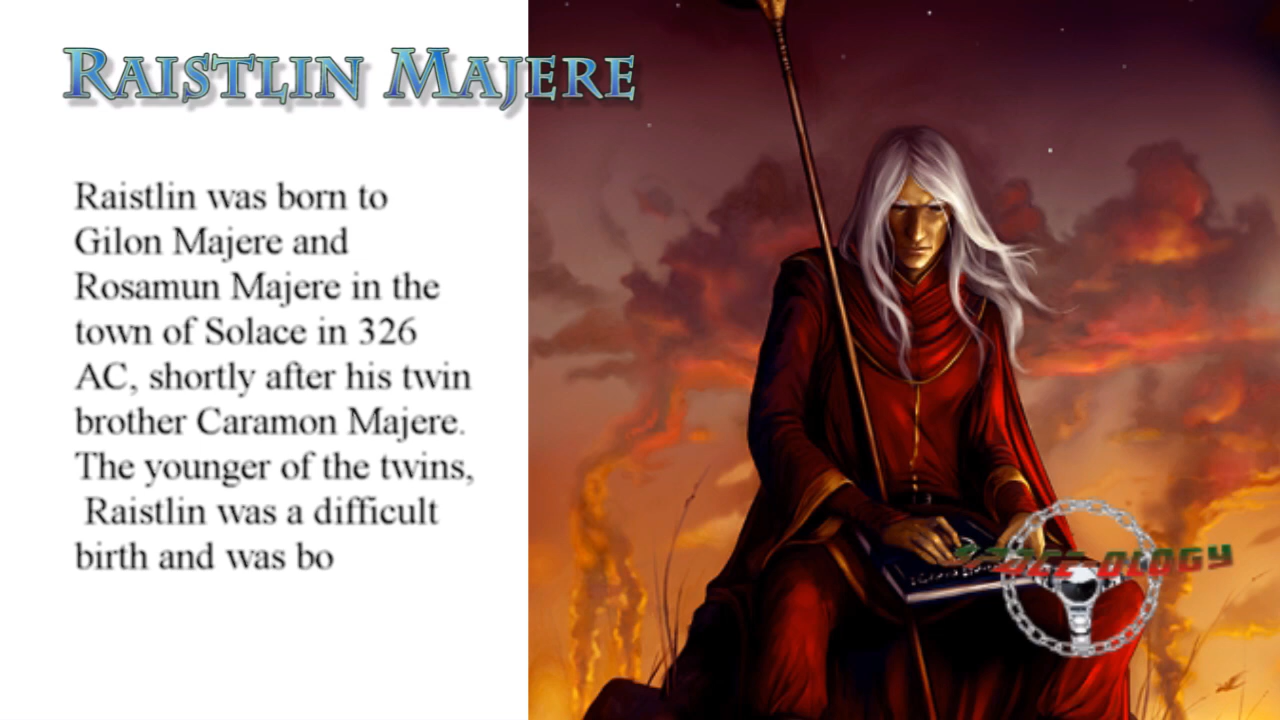 Raistlin Majere
Raistlin was born to
Gilon Majere and
Rosamun Majere in the
town of Solace in 326
AC, shortly after his twin
brother Caramon Majere.
The younger of the twins,
Raistlin was a difficult
birth and was bo